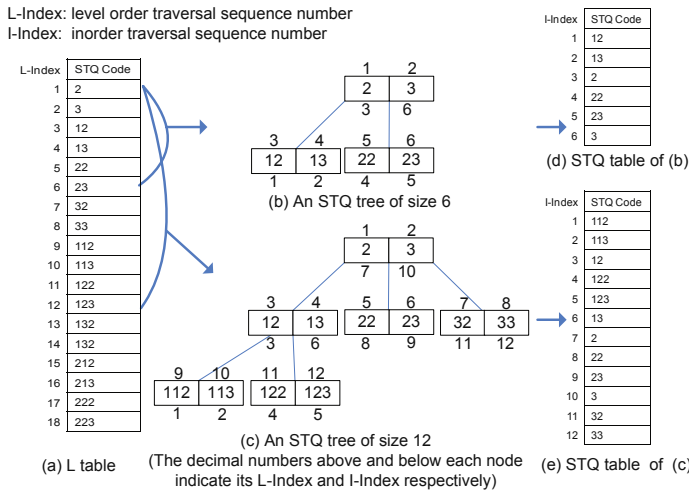 L-Index: level order traversal sequence number
I-Index: inorder traversal sequence number
L-Index STQ Code
1 2
2 3
3 12
4 13
5 22
6 23
7 32
8 33
9 112
10 113
11 122
12 123
13 132
14 132
15 212
16 213
17 222
18 223
(a) L table
1 2
2 3
3 6
3 4 5 6
12 13 22 23
1 2 4 5
(b) An STQ tree of size 6
1 2
2 3
7 10
3 4 5 6 7 8
12 13 22 23 32 33
3 6 8 9 11 12
9 10 11 12
112 113 122 123
1 2 4 5
(c) An STQ tree of size 12
(The decimal numbers above and below each node
indicate its L-Index and I-Index respectively)
I-Index STQ Code
1 12
2 13
3 2
4 22
5 23
6 3
(d) STQ table of (b)
I-Index STQ Code
1 112
2 113
3 12
4 122
5 123
6 13
7 2
8 22
9 23
10 3
11 32
12 33
(e) STQ table of (c)